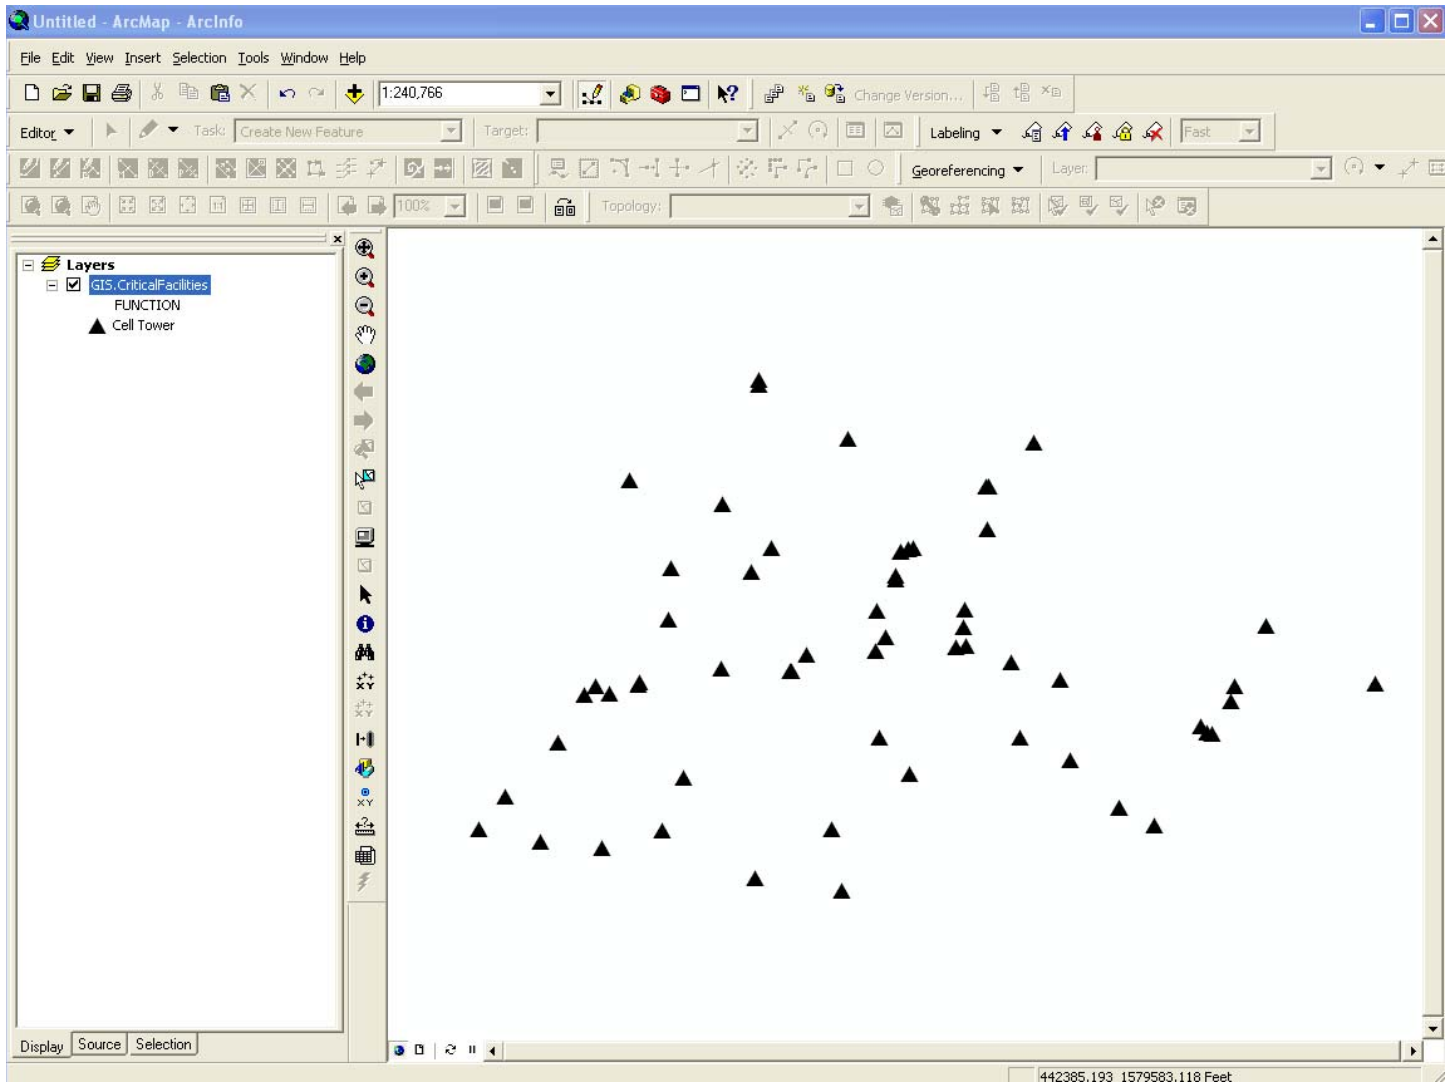 Untitled - ArcMap - ArcInfo
File Edit View Insert Selection Tools Window Help
1:240,766 Change Version...
Editor Task: Create New Feature Target: Labeling Fast
Georeferencing Layer:
100% Topology:
Layers
GIS.CriticalFacilities
FUNCTION
Cell Tower
Display Source Selection
442385.193 1579583.118 Feet